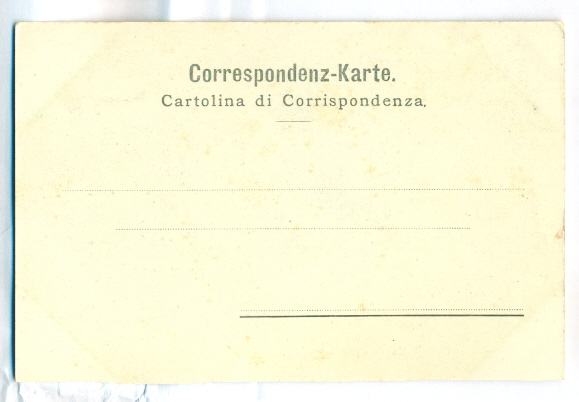 Correspondenz-Karte.
Cartolina di Corrispondenza.